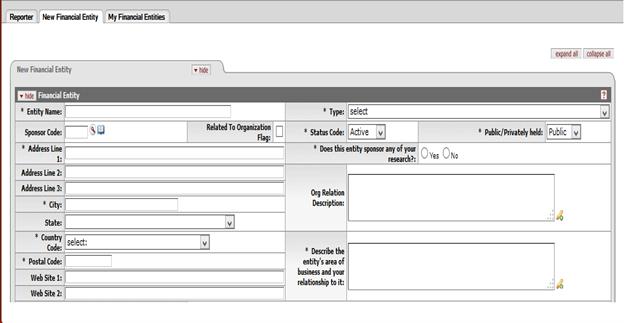 Reporter New Financial Entity My Financial Entities
expand all collapse all
New Financial Entity ▼ hide
▼ hide Financial Entity ?
* Entity Name: * Type: select
Sponsor Code: Related To Organization Flag: * Status Code: Active * Public/Privately held: Public
* Address Line 1: * Does this entity sponsor any of your research?: Yes No
Address Line 2:
Address Line 3:
Org Relation Description:
* City:
State:
* Country Code: select:
* Describe the entity's area of business and your relationship to it:
* Postal Code:
Web Site 1:
Web Site 2: